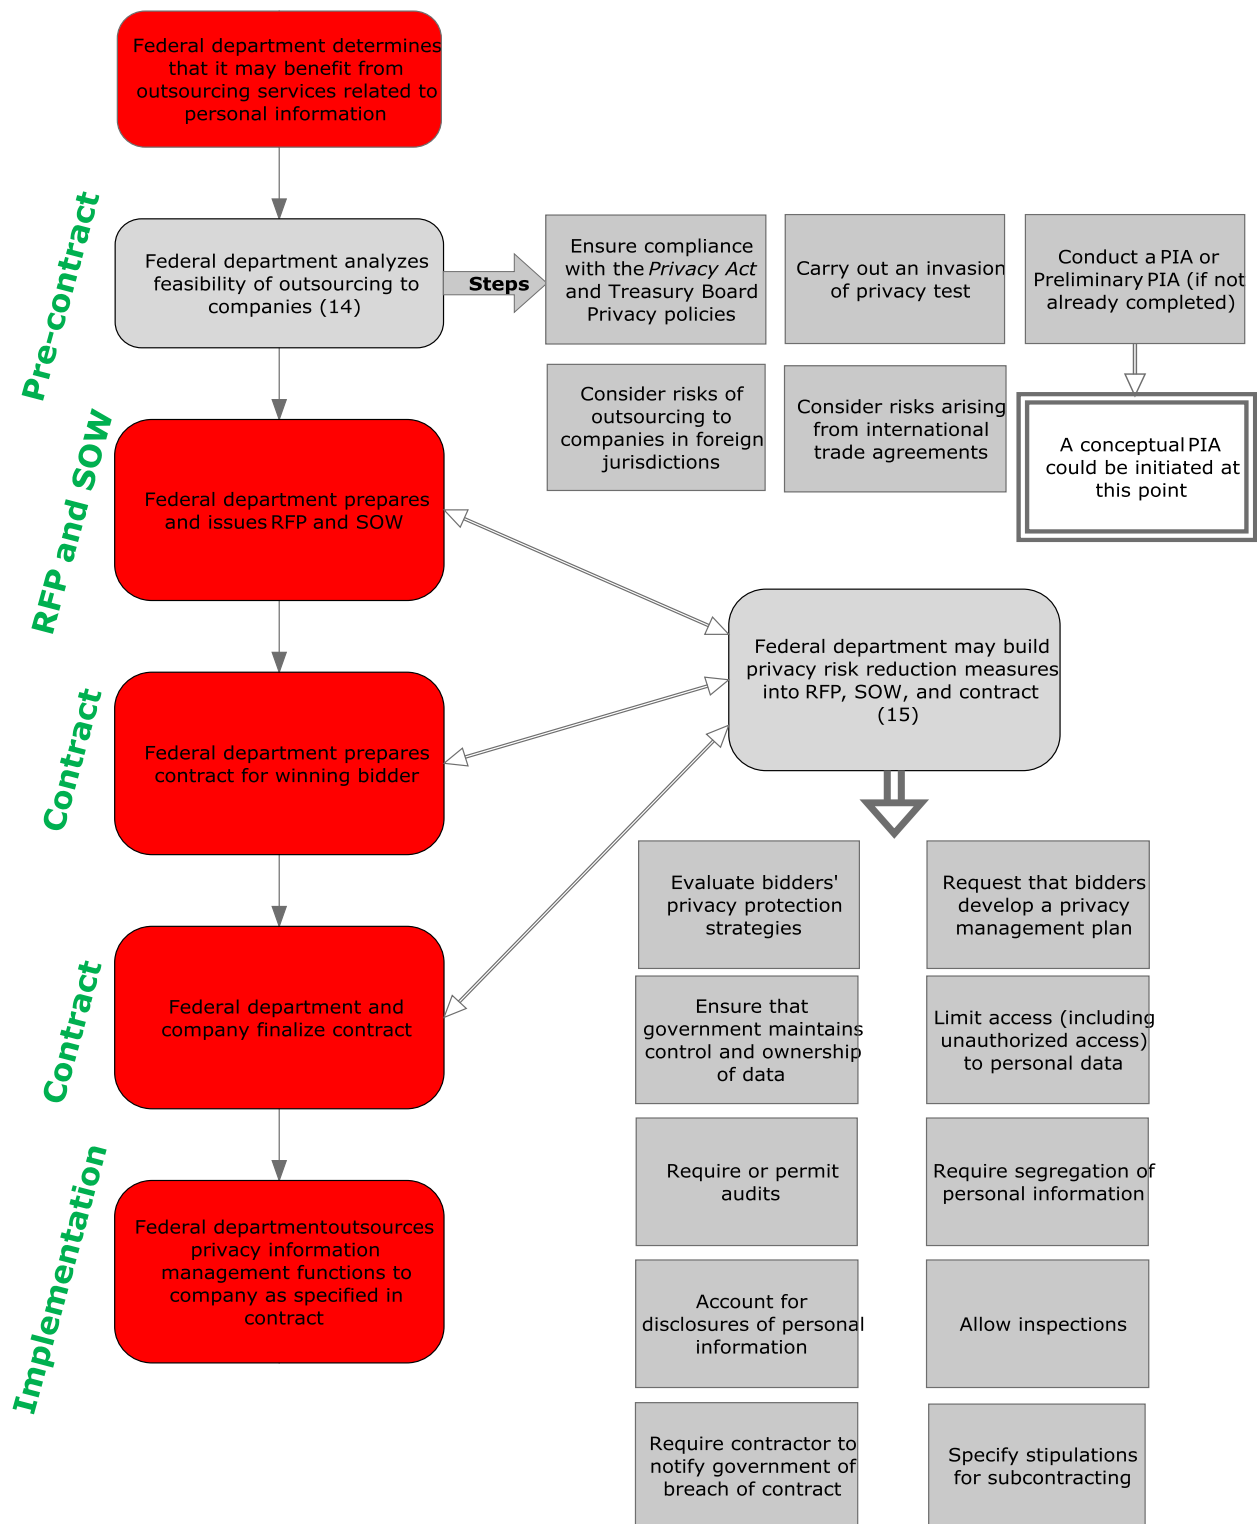 Federal department determines
that it may benefit from
outsourcing services related to
personal information
Pre-contract
Federal department analyzes
feasibility of outsourcing to
companies (14)
Steps
Ensure compliance
with the Privacy Act
and Treasury Board
Privacy policies
Carry out an invasion
of privacy test
Conduct a PIA or
Preliminary PIA (if not
already completed)
Consider risks of
outsourcing to
companies in foreign
jurisdictions
Consider risks arising
from international
trade agreements
A conceptual PIA
could be initiated at
this point
RFP and SOW
Federal department prepares
and issues RFP and SOW
Federal department may build
privacy risk reduction measures
into RFP, SOW, and contract
(15)
Contract
Federal department prepares
contract for winning bidder
Contract
Federal department and
company finalize contract
Implementation
Federal department outsources
privacy information
management functions to
company as specified in
contract
Evaluate bidders'
privacy protection
strategies
Request that bidders
develop a privacy
management plan
Ensure that
government maintains
control and ownership
of data
Limit access (including
unauthorized access)
to personal data
Require or permit
audits
Require segregation of
personal information
Account for
disclosures of personal
information
Allow inspections
Require contractor to
notify government of
breach of contract
Specify stipulations
for subcontracting